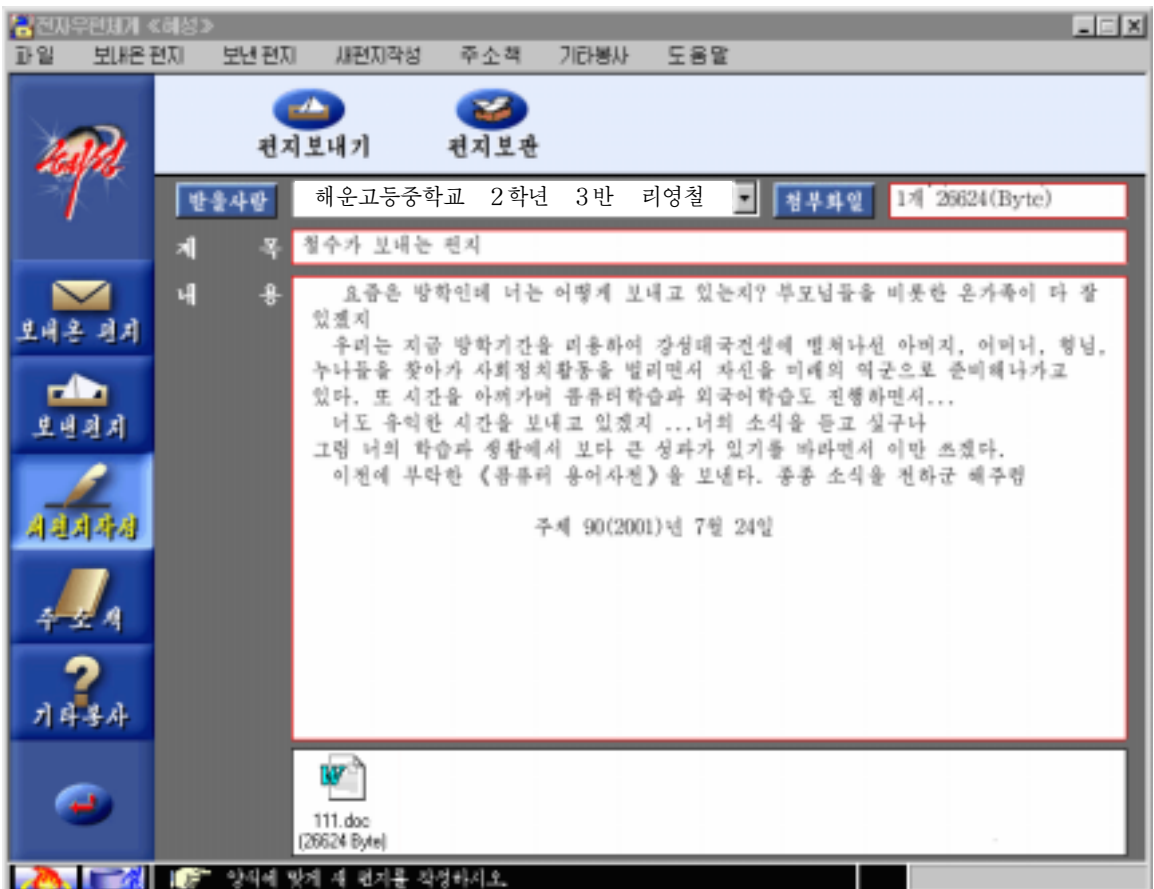 전자우편체계 《혜성》
파일 보내온 편지 보낸 편지 새편지작성 주소책 기타봉사 도움말
혜성
편지보내기 편지보관
받을사람 해운고등중학교 2학년 3반 리영철 첨부화일 1개 26624(Byte)
제 목 철수가 보내는 편지
내 용
요즘은 방학인데 너는 어떻게 보내고 있는지? 부모님들을 비롯한 온가족이 다 잘
있겠지
우리는 지금 방학기간을 리용하여 강성대국건설에 떨쳐나선 아버지, 어머니, 형님,
누나들을 찾아가 사회정치활동을 벌리면서 자신을 미래의 역군으로 준비해나가고
있다. 또 시간을 아껴가며 콤퓨터학습과 외국어학습도 진행하면서...
너도 유익한 시간을 보내고 있겠지 ...너의 소식을 듣고 싶구나
그럼 너의 학습과 생활에서 보다 큰 성과가 있기를 바라면서 이만 쓰겠다.
이전에 부탁한 《콤퓨터 용어사전》을 보낸다. 종종 소식을 전하군 해주렴
주체 90(2001)년 7월 24일
보내온 편지
보낸편지
새편지작성
주소책
기타봉사
W
111.doc
(26624 Byte)
양식에 맞게 새 편지를 작성하시오.